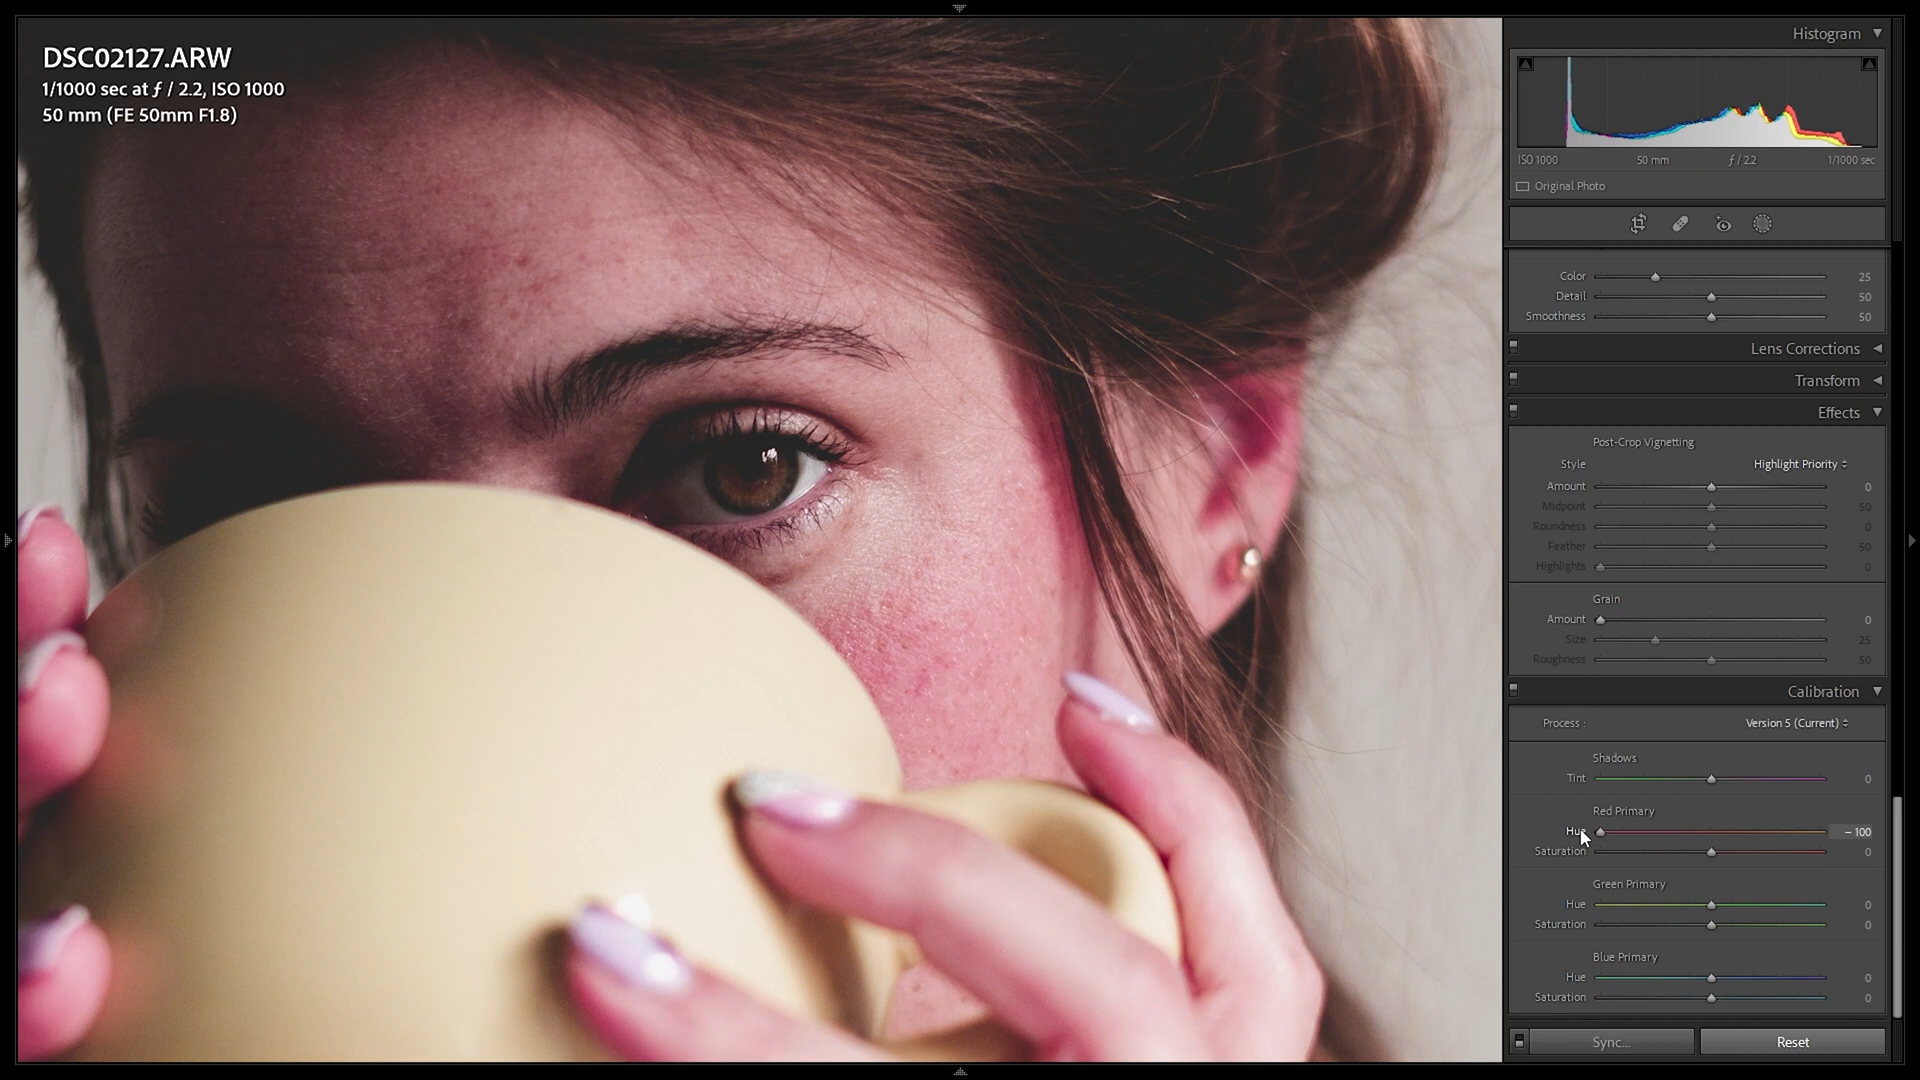 DSC02127.ARW
1/1000 sec at ƒ / 2.2, ISO 1000
50 mm (FE 50mm F1.8)
Histogram
ISO 1000 50 mm ƒ / 2.2 1/1000 sec
Original Photo
Color 25
Detail 50
Smoothness 50
Lens Corrections
Transform
Effects
Post-Crop Vignetting
Style Highlight Priority
Amount 0
Midpoint 50
Roundness 0
Feather 50
Highlights 0
Grain
Amount 0
Size 25
Roughness 50
Calibration
Process : Version 5 (Current)
Shadows
Tint 0
Red Primary
Hue – 100
Saturation 0
Green Primary
Hue 0
Saturation 0
Blue Primary
Hue 0
Saturation 0
Sync... Reset